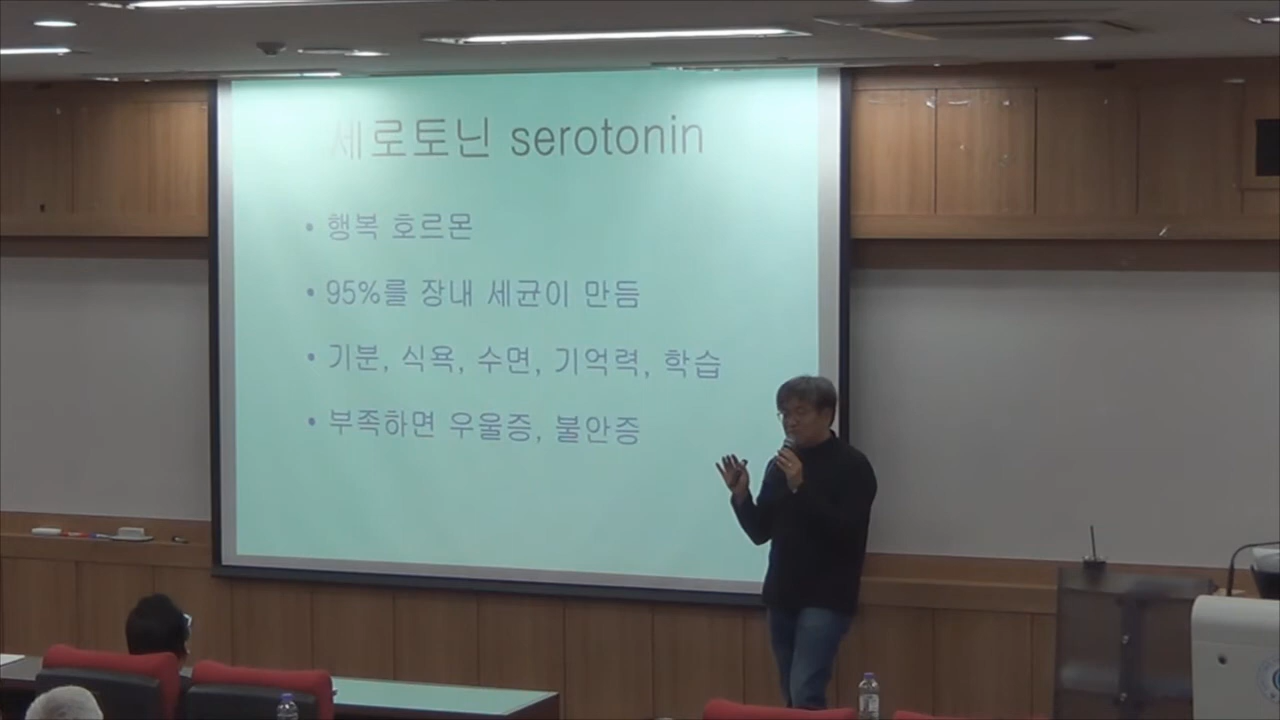 세로토닌 serotonin
• 행복 호르몬
• 95%를 장내 세균이 만듬
• 기분, 식욕, 수면, 기억력, 학습
• 부족하면 우울증, 불안증